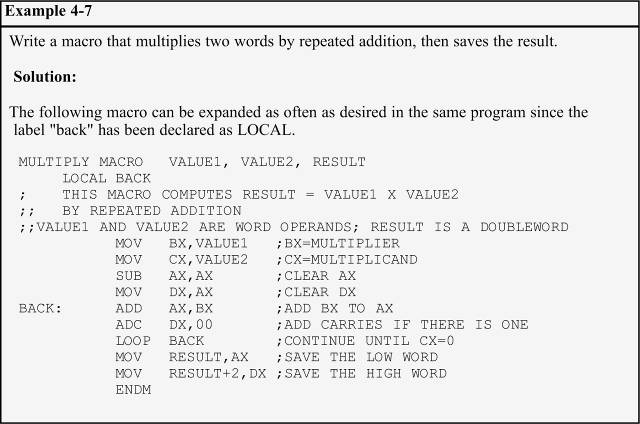 Example 4-7
Write a macro that multiplies two words by repeated addition, then saves the result.
Solution:
The following macro can be expanded as often as desired in the same program since the
label "back" has been declared as LOCAL.
MULTIPLY MACRO   VALUE1, VALUE2, RESULT
     LOCAL BACK
;    THIS MACRO COMPUTES RESULT = VALUE1 X VALUE2
;;   BY REPEATED ADDITION
;;VALUE1 AND VALUE2 ARE WORD OPERANDS; RESULT IS A DOUBLEWORD
          MOV   BX,VALUE1   ;BX=MULTIPLIER
          MOV   CX,VALUE2   ;CX=MULTIPLICAND
          SUB   AX,AX       ;CLEAR AX
          MOV   DX,AX       ;CLEAR DX
BACK:     ADD   AX,BX       ;ADD BX TO AX
          ADC   DX,00       ;ADD CARRIES IF THERE IS ONE
          LOOP  BACK        ;CONTINUE UNTIL CX=0
          MOV   RESULT,AX   ;SAVE THE LOW WORD
          MOV   RESULT+2,DX ;SAVE THE HIGH WORD
          ENDM